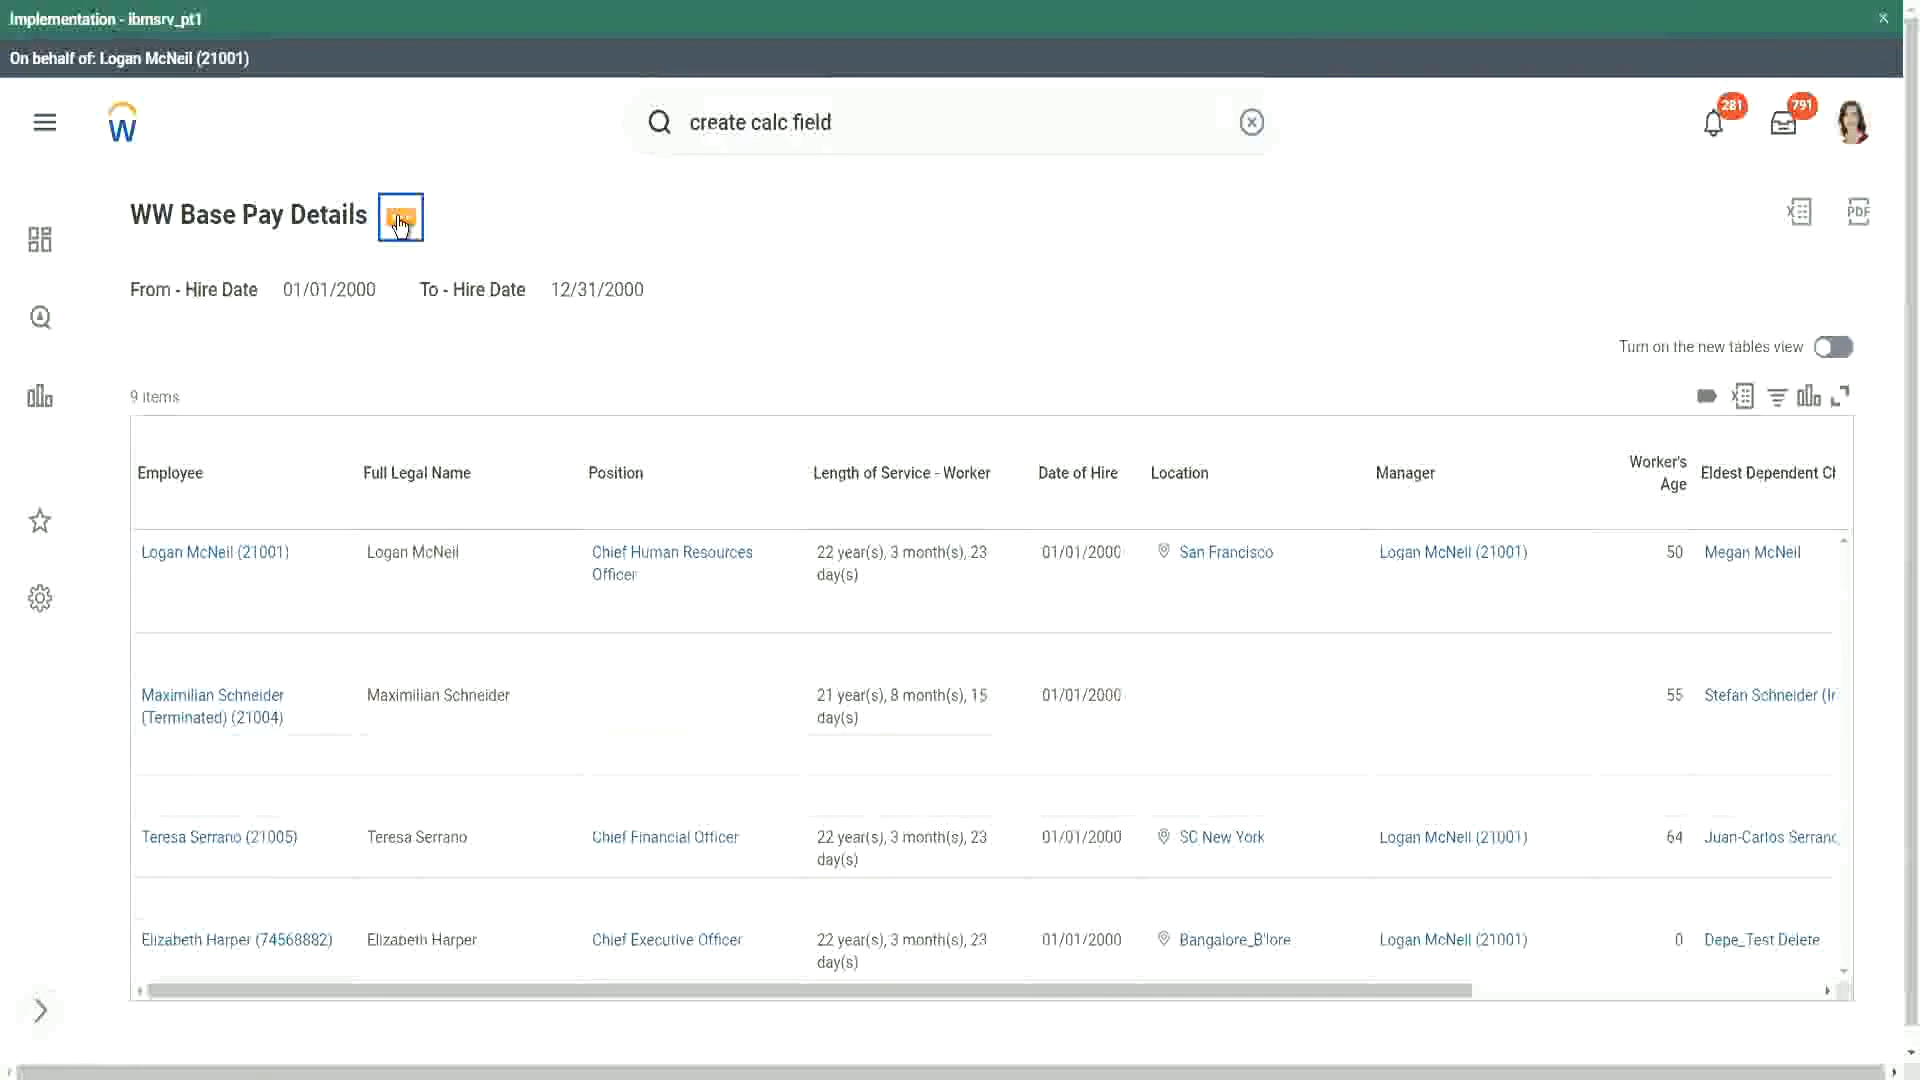 Implementation - ibmsrv_pt1
On behalf of: Logan McNeil (21001)
W
create calc field
281
791
WW Base Pay Details
PDF
From - Hire Date 01/01/2000 To - Hire Date 12/31/2000
Turn on the new tables view
9 items
Employee Full Legal Name Position Length of Service - Worker Date of Hire Location Manager Worker's Age Eldest Dependent Ch
Logan McNeil (21001) Logan McNeil Chief Human Resources 22 year(s), 3 month(s), 23 01/01/2000 San Francisco Logan McNeil (21001) 50 Megan McNeil
Officer day(s)
Maximilian Schneider Maximilian Schneider 21 year(s), 8 month(s), 15 01/01/2000 55 Stefan Schneider (Ir
(Terminated) (21004) day(s)
Teresa Serrano (21005) Teresa Serrano Chief Financial Officer 22 year(s), 3 month(s), 23 01/01/2000 SC New York Logan McNeil (21001) 64 Juan-Carlos Serrano
day(s)
Elizabeth Harper (74568882) Elizabeth Harper Chief Executive Officer 22 year(s), 3 month(s), 23 01/01/2000 Bangalore_B'lore Logan McNeil (21001) 0 Depe_Test Delete
day(s)